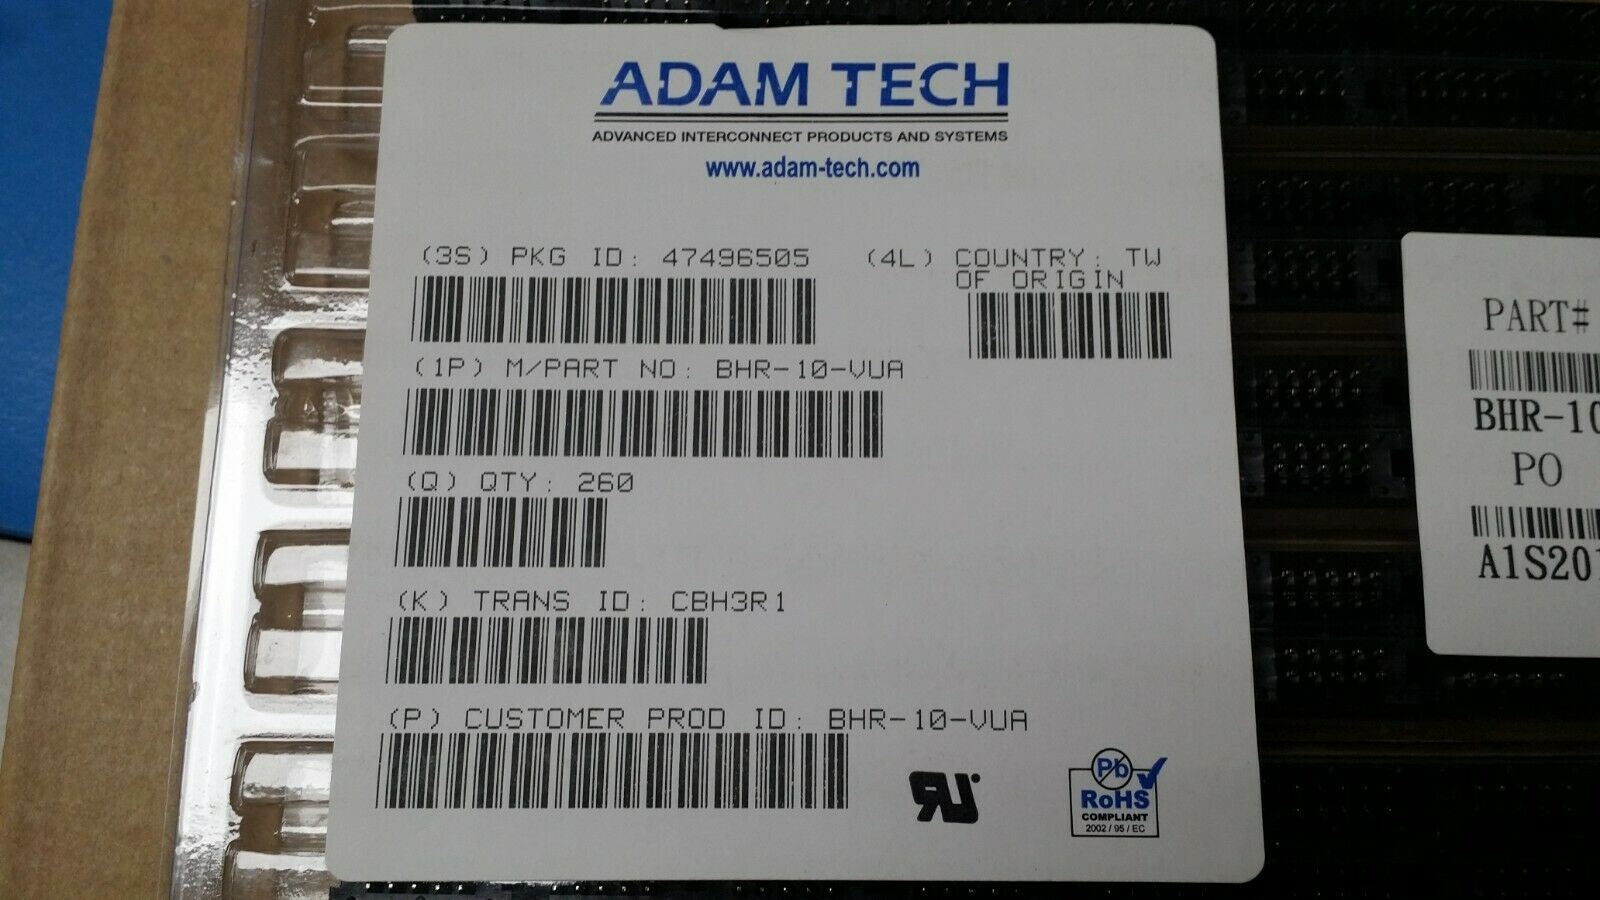 ADAM TECH
ADVANCED INTERCONNECT PRODUCTS AND SYSTEMS
www.adam-tech.com
(3S) PKG ID: 47496505
(4L) COUNTRY: TW
OF ORIGIN
(1P) M/PART NO: BHR-10-VUA
(Q) QTY: 260
(K) TRANS ID: CBH3R1
(P) CUSTOMER PROD ID: BHR-10-VUA
Pb
RoHS
COMPLIANT
2002/95/EC
PART#
BHR-10
PO
A1S201